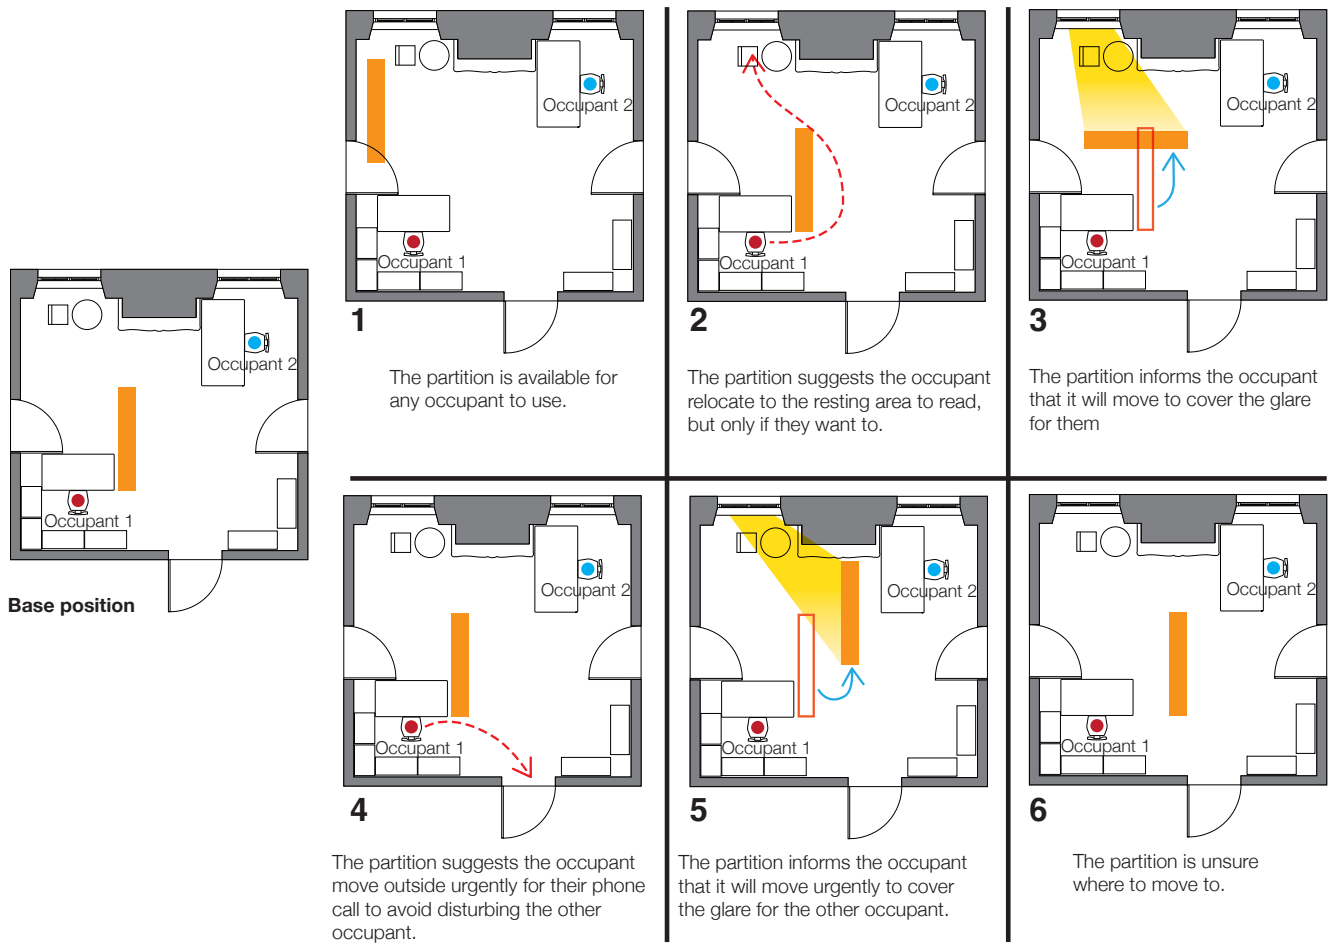 Occupant 2
Occupant 1
Base position
Occupant 2
Occupant 1
1
The partition is available for
any occupant to use.
Occupant 2
Occupant 1
2
The partition suggests the occupant
relocate to the resting area to read,
but only if they want to.
Occupant 2
Occupant 1
3
The partition informs the occupant
that it will move to cover the glare
for them
Occupant 2
Occupant 1
4
The partition suggests the occupant
move outside urgently for their phone
call to avoid disturbing the other
occupant.
Occupant 2
Occupant 1
5
The partition informs the occupant
that it will move urgently to cover
the glare for the other occupant.
Occupant 2
Occupant 1
6
The partition is unsure
where to move to.